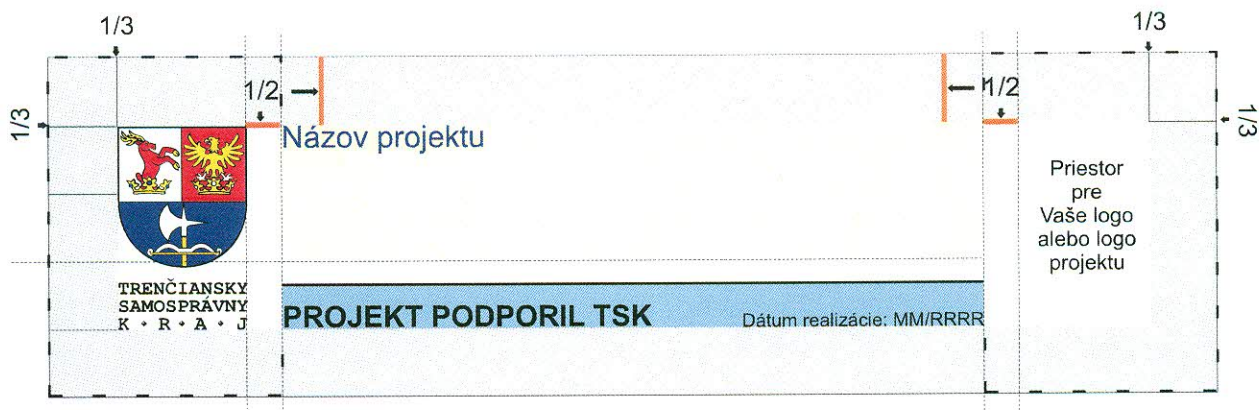 1/3
1/3
1/2
1/2
1/3
1/3
Názov projektu
Priestor
pre
Vaše logo
alebo logo
projektu
TRENČIANSKY
SAMOSPRÁVNY
K · R · A · J
PROJEKT PODPORIL TSK
Dátum realizácie: MM/RRRR